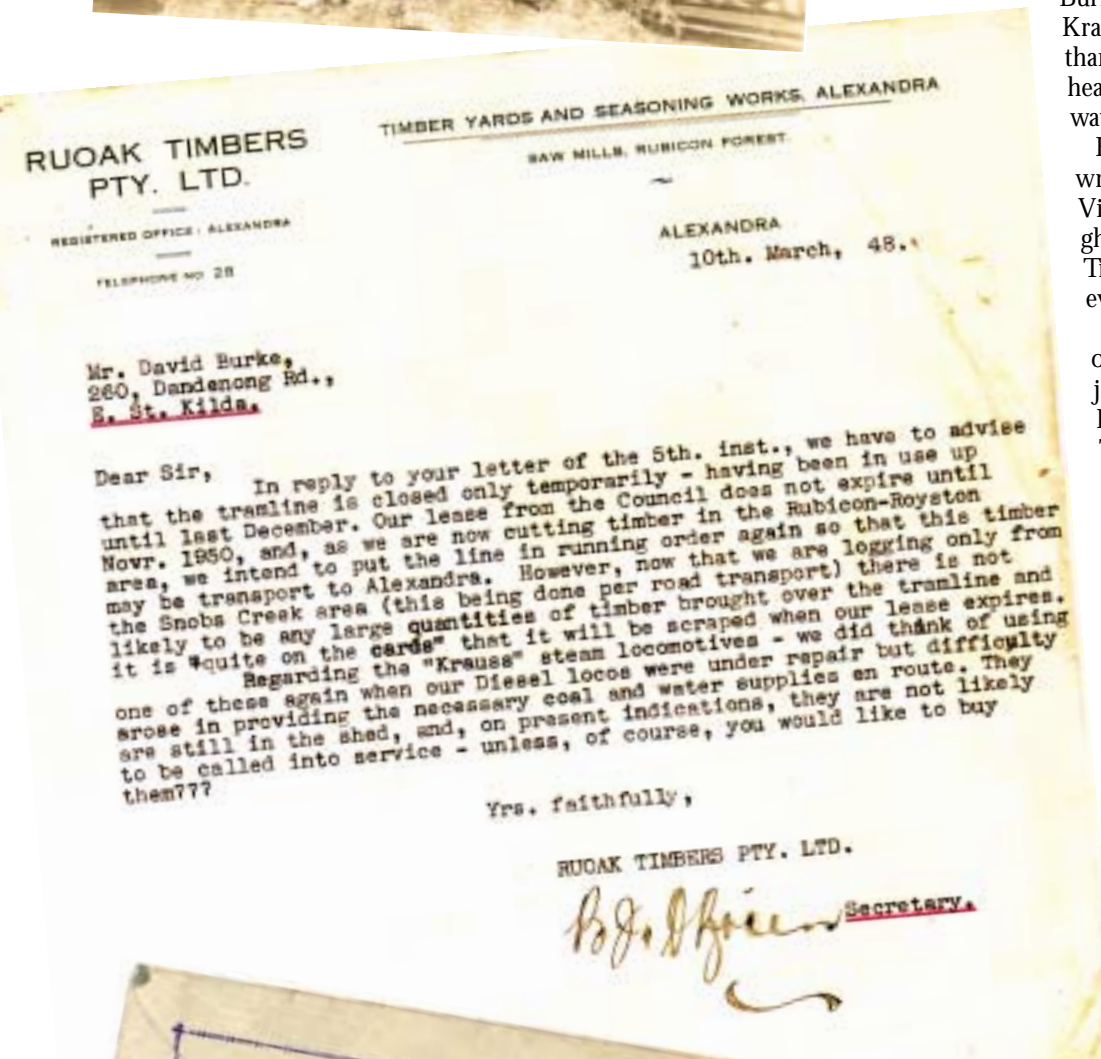 RUOAK TIMBERS
PTY. LTD.
REGISTERED OFFICE: ALEXANDRA
TELEPHONE NO. 28
TIMBER YARDS AND SEASONING WORKS, ALEXANDRA
SAW MILLS, RUBICON FOREST.
ALEXANDRA
10th. March, 48.
Mr. David Burke,
260, Dandenong Rd.,
E. St. Kilda.
Dear Sir,
In reply to your letter of the 5th. inst., we have to advise
that the tramline is closed only temporarily - having been in use up
until last December. Our lease from the Council does not expire until
Novr. 1950, and, as we are now cutting timber in the Rubicon-Royston
area, we intend to put the line in running order again so that this timber
may be transport to Alexandra. However, now that we are logging only from
the Snobs Creek area (this being done per road transport) there is not
likely to be any large quantities of timber brought over the tramline and
it is "quite on the cards" that it will be scraped when our lease expires.
Regarding the "Krauss" steam locomotives - we did think of using
one of these again when our Diesel locos were under repair but difficulty
arose in providing the necessary coal and water supplies en route. They
are still in the shed, and, on present indications, they are not likely
to be called into service - unless, of course, you would like to buy
them???
Yrs. faithfully,
RUOAK TIMBERS PTY. LTD.
Secretary.